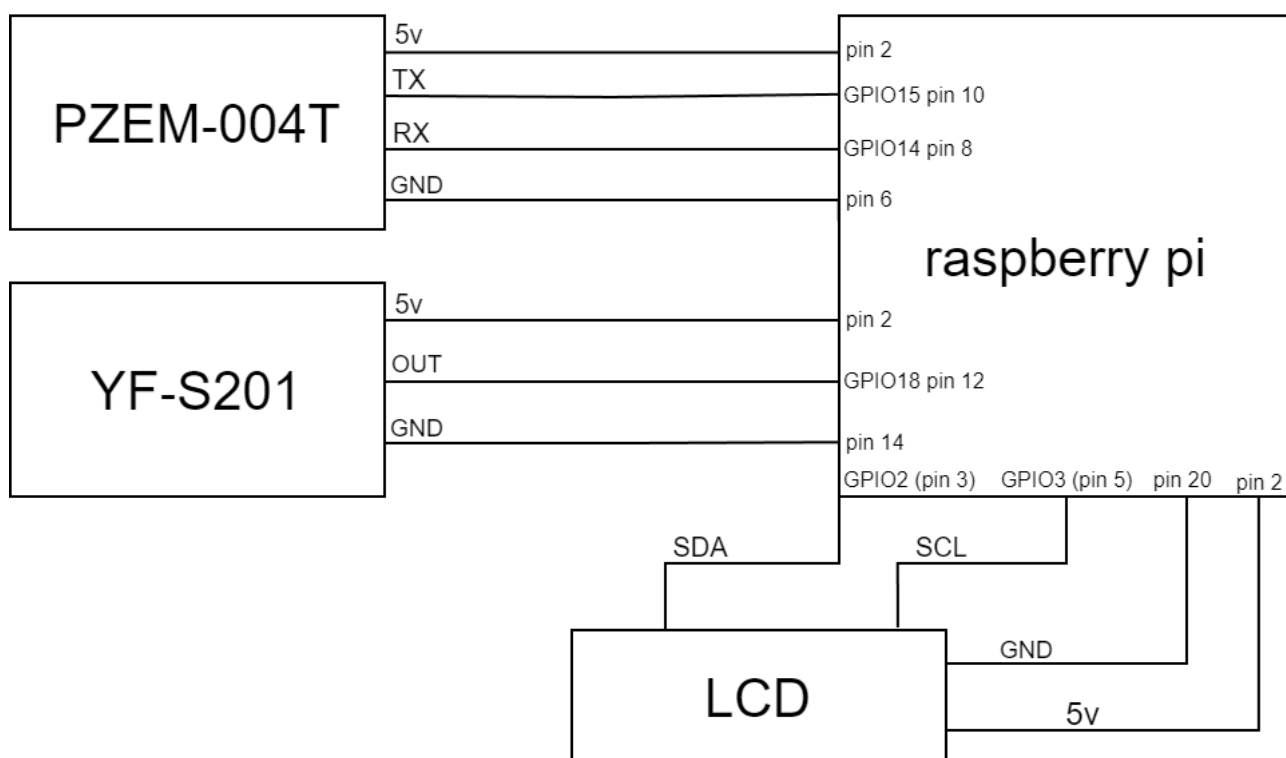 5v
pin 2
TX
GPIO15 pin 10
PZEM-004T
RX
GPIO14 pin 8
GND
pin 6
raspberry pi
5v
pin 2
YF-S201
OUT
GPIO18 pin 12
GND
pin 14
GPIO2 (pin 3)
GPIO3 (pin 5)
pin 20
pin 2
SDA
SCL
GND
LCD
5v